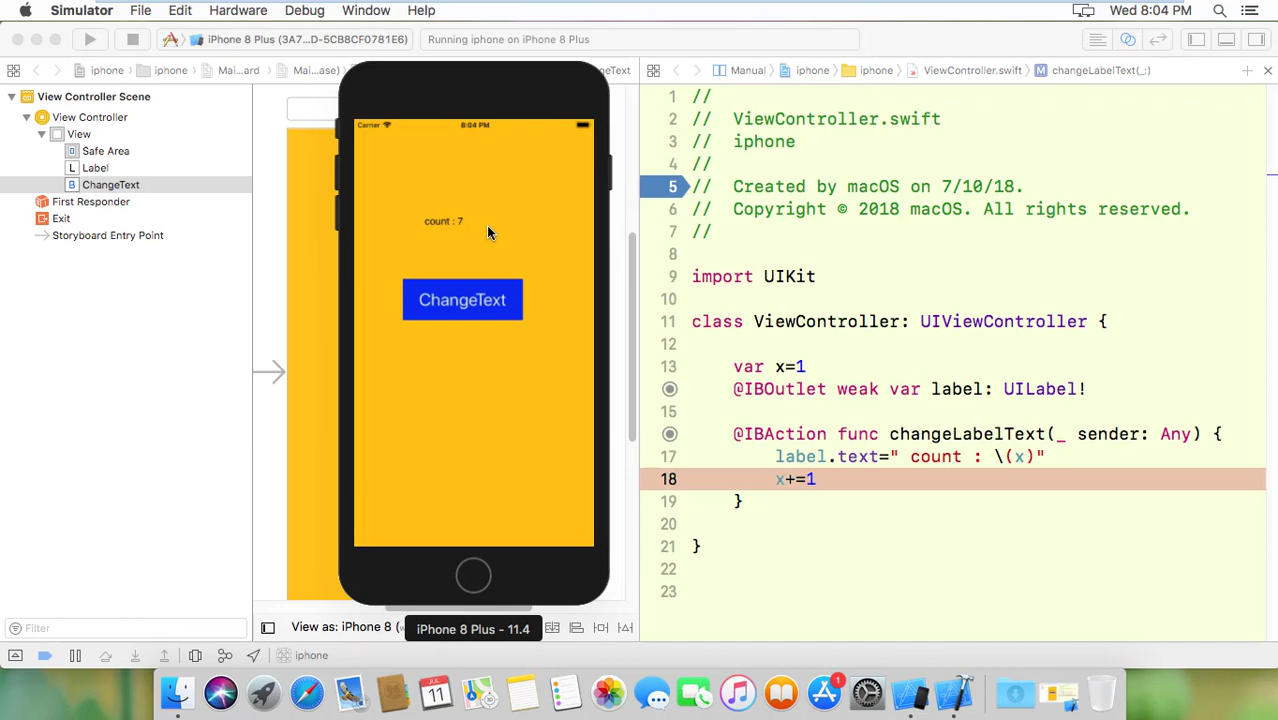 Simulator File Edit Hardware Debug Window Help Wed 8:04 PM
iPhone 8 Plus (3A7...D-5CB8CF0781E6) Running iphone on iPhone 8 Plus
iphone iphone Mai...ard Mai...ase) geText Manual iphone iphone ViewController.swift changeLabelText(_:)
View Controller Scene
View Controller
View
Safe Area
L Label
B ChangeText
First Responder
Exit
Storyboard Entry Point
Filter
Carrier 8:04 PM
count : 7
ChangeText
View as: iPhone 8 (
iPhone 8 Plus - 11.4
1 //
2 // ViewController.swift
3 // iphone
4 //
5 // Created by macOS on 7/10/18.
6 // Copyright © 2018 macOS. All rights reserved.
7 //
8
9 import UIKit
10
11 class ViewController: UIViewController {
12
13 var x=1
@IBOutlet weak var label: UILabel!
15
@IBAction func changeLabelText(_ sender: Any) {
17 label.text=" count : \(x)"
18 x+=1
19 }
20
21 }
22
23
iphone
JUL
11
1